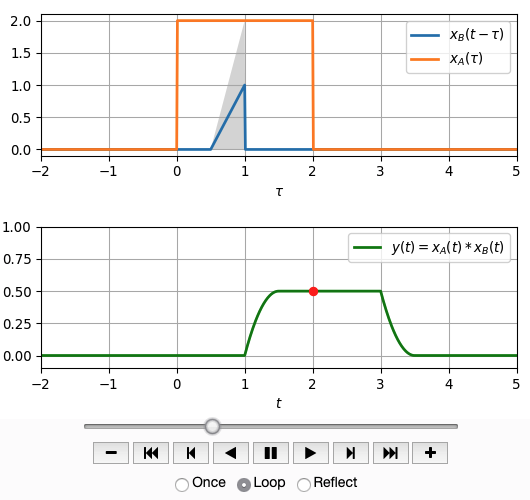 2.0
1.5
1.0
0.5
0.0
x_B(t − τ)
x_A(τ)
−2 −1 0 1 2 3 4 5
τ
1.00
0.75
0.50
0.25
0.00
y(t) = x_A(t) * x_B(t)
−2 −1 0 1 2 3 4 5
t
Once Loop Reflect